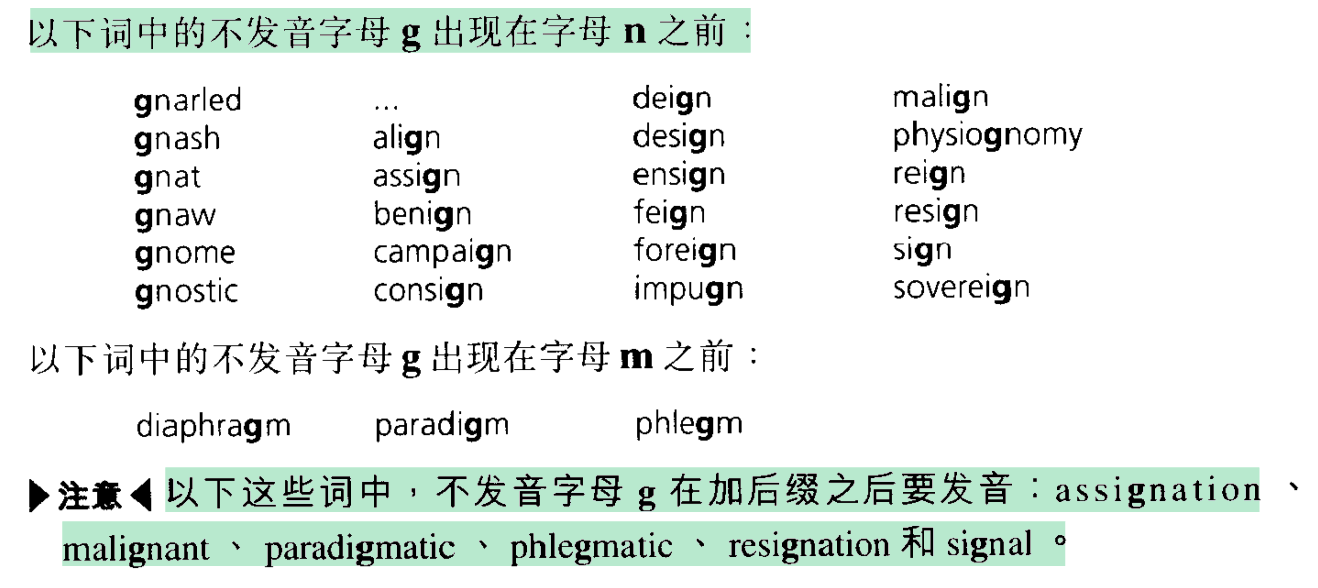 以下词中的不发音字母 g 出现在字母 n 之前：
gnarled ... deign malign
gnash align design physiognomy
gnat assign ensign reign
gnaw benign feign resign
gnome campaign foreign sign
gnostic consign impugn sovereign
以下词中的不发音字母 g 出现在字母 m 之前：
diaphragm paradigm phlegm
▶注意◀ 以下这些词中，不发音字母 g 在加后缀之后要发音：assignation 、
malignant 、 paradigmatic 、 phlegmatic 、 resignation 和 signal 。